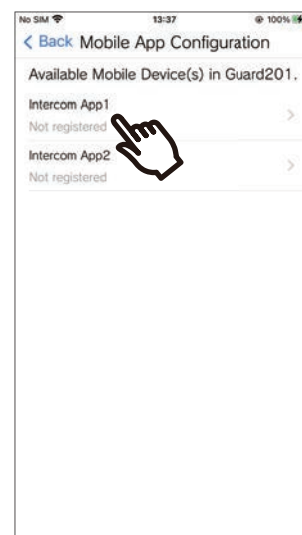 No SIM 13:37 100%
< Back Mobile App Configuration
Available Mobile Device(s) in Guard201.
Intercom App1
Not registered
Intercom App2
Not registered